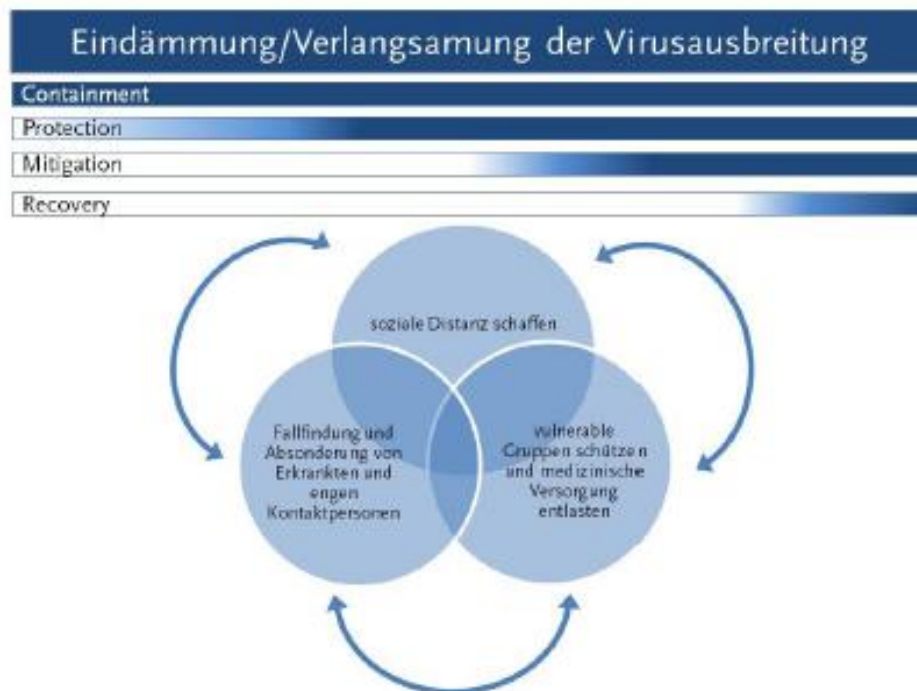 Eindämmung/Verlangsamung der Virusausbreitung
Containment
Protection
Mitigation
Recovery
soziale Distanz schaffen
Fallfindung und
Absonderung von
Erkrankten und
engen
Kontaktpersonen
vulnerable
Gruppen schützen
und medizinische
Versorgung
entlasten